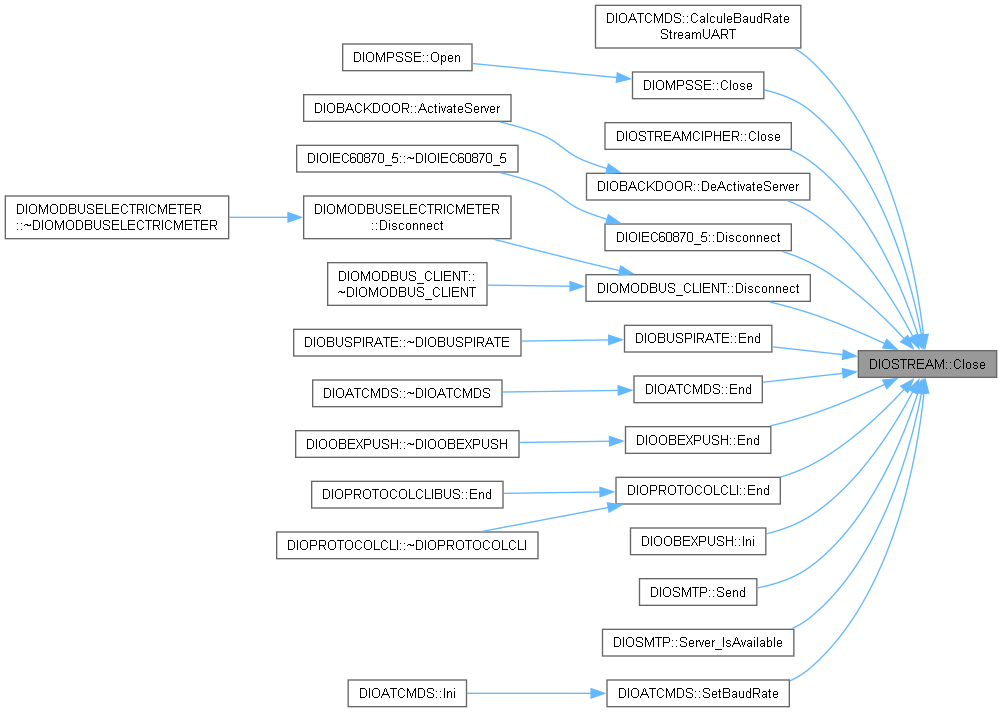 DIOATCMDS::CalculeBaudRate
StreamUART
DIOMPSSE::Open
DIOMPSSE::Close
DIOBACKDOOR::ActivateServer
DIOSTREAMCIPHER::Close
DIOIEC60870_5::~DIOIEC60870_5
DIOBACKDOOR::DeActivateServer
DIOMODBUSELECTRICMETER
::~DIOMODBUSELECTRICMETER
DIOMODBUSELECTRICMETER
::Disconnect
DIOIEC60870_5::Disconnect
DIOMODBUS_CLIENT::
~DIOMODBUS_CLIENT
DIOMODBUS_CLIENT::Disconnect
DIOBUSPIRATE::~DIOBUSPIRATE
DIOBUSPIRATE::End
DIOSTREAM::Close
DIOATCMDS::~DIOATCMDS
DIOATCMDS::End
DIOOBEXPUSH::~DIOOBEXPUSH
DIOOBEXPUSH::End
DIOPROTOCOLCLIBUS::End
DIOPROTOCOLCLI::End
DIOPROTOCOLCLI::~DIOPROTOCOLCLI
DIOOBEXPUSH::Ini
DIOSMTP::Send
DIOSMTP::Server_IsAvailable
DIOATCMDS::Ini
DIOATCMDS::SetBaudRate